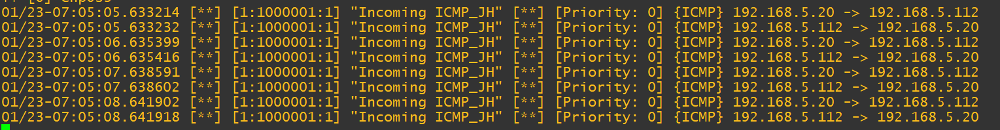 01/23-07:05:05.633214 [**] [1:1000001:1] "Incoming ICMP_JH" [**] [Priority: 0] {ICMP} 192.168.5.20 -> 192.168.5.112
01/23-07:05:05.633232 [**] [1:1000001:1] "Incoming ICMP_JH" [**] [Priority: 0] {ICMP} 192.168.5.112 -> 192.168.5.20
01/23-07:05:06.635399 [**] [1:1000001:1] "Incoming ICMP_JH" [**] [Priority: 0] {ICMP} 192.168.5.20 -> 192.168.5.112
01/23-07:05:06.635416 [**] [1:1000001:1] "Incoming ICMP_JH" [**] [Priority: 0] {ICMP} 192.168.5.112 -> 192.168.5.20
01/23-07:05:07.638591 [**] [1:1000001:1] "Incoming ICMP_JH" [**] [Priority: 0] {ICMP} 192.168.5.20 -> 192.168.5.112
01/23-07:05:07.638602 [**] [1:1000001:1] "Incoming ICMP_JH" [**] [Priority: 0] {ICMP} 192.168.5.112 -> 192.168.5.20
01/23-07:05:08.641902 [**] [1:1000001:1] "Incoming ICMP_JH" [**] [Priority: 0] {ICMP} 192.168.5.20 -> 192.168.5.112
01/23-07:05:08.641918 [**] [1:1000001:1] "Incoming ICMP_JH" [**] [Priority: 0] {ICMP} 192.168.5.112 -> 192.168.5.20